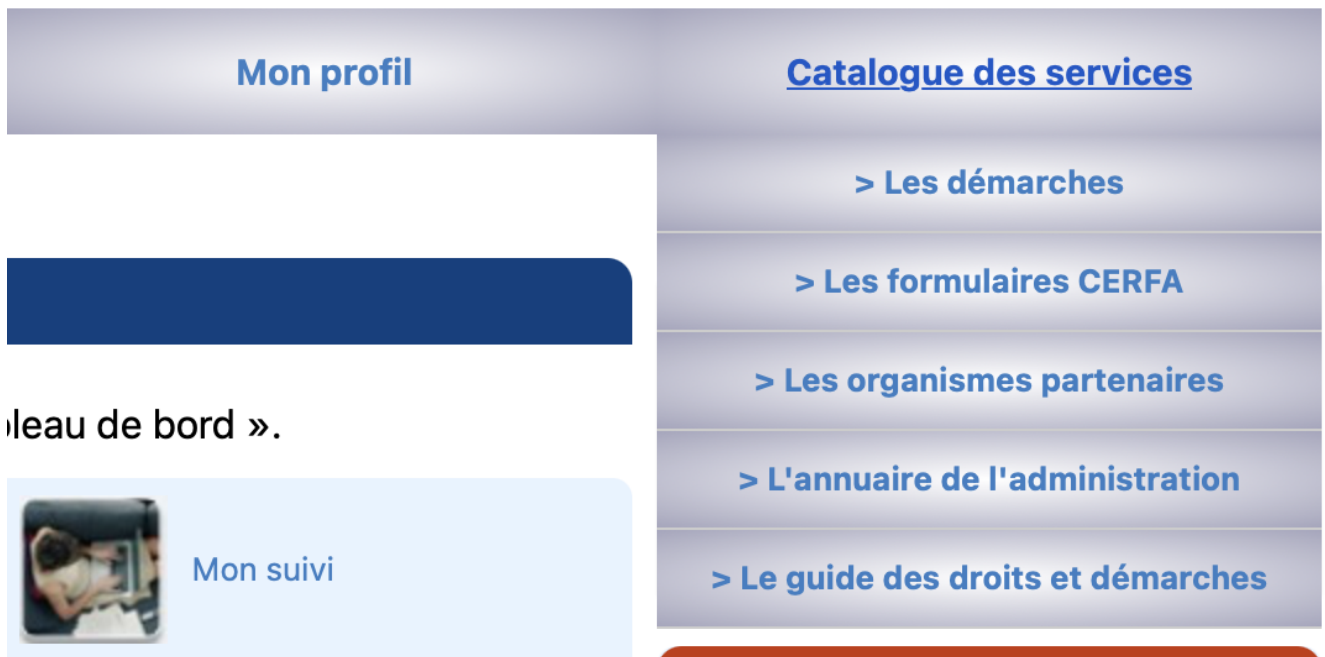 Mon profil
Catalogue des services
> Les démarches
> Les formulaires CERFA
> Les organismes partenaires
> L'annuaire de l'administration
> Le guide des droits et démarches
de bord ».
Mon suivi